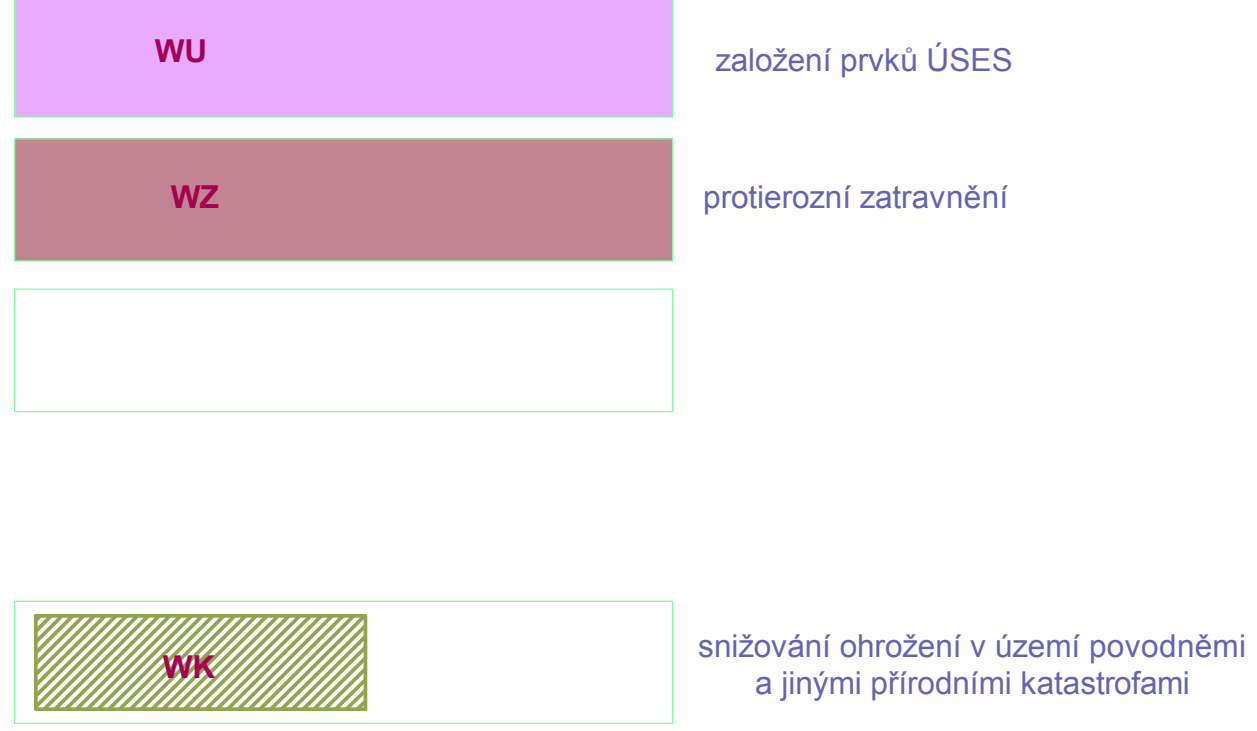 WU
založení prvků ÚSES
WZ
protierozní zatravnění
WK
snižování ohrožení v území povodněmi
a jinými přírodními katastrofami